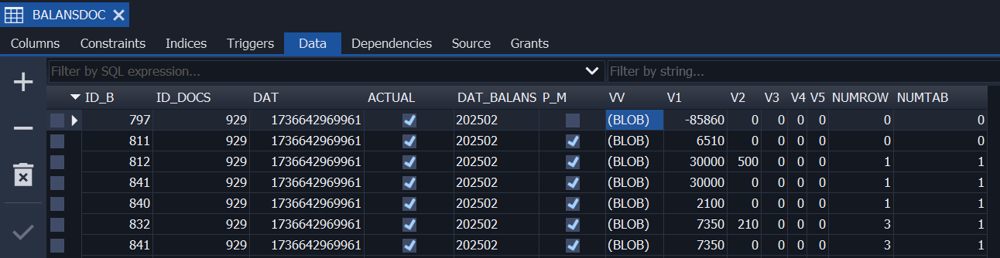 BALANSDOC
Columns Constraints Indices Triggers Data Dependencies Source Grants
Filter by SQL expression... Filter by string...
ID_B ID_DOCS DAT ACTUAL DAT_BALANS P_M VV V1 V2 V3 V4 V5 NUMROW NUMTAB
797 929 1736642969961 202502 (BLOB) -85860 0 0 0 0 0 0
811 929 1736642969961 202502 (BLOB) 6510 0 0 0 0 0 0
812 929 1736642969961 202502 (BLOB) 30000 500 0 0 0 1 1
841 929 1736642969961 202502 (BLOB) 30000 0 0 0 0 1 1
840 929 1736642969961 202502 (BLOB) 2100 0 0 0 0 1 1
832 929 1736642969961 202502 (BLOB) 7350 210 0 0 0 3 1
841 929 1736642969961 202502 (BLOB) 7350 0 0 0 0 3 1